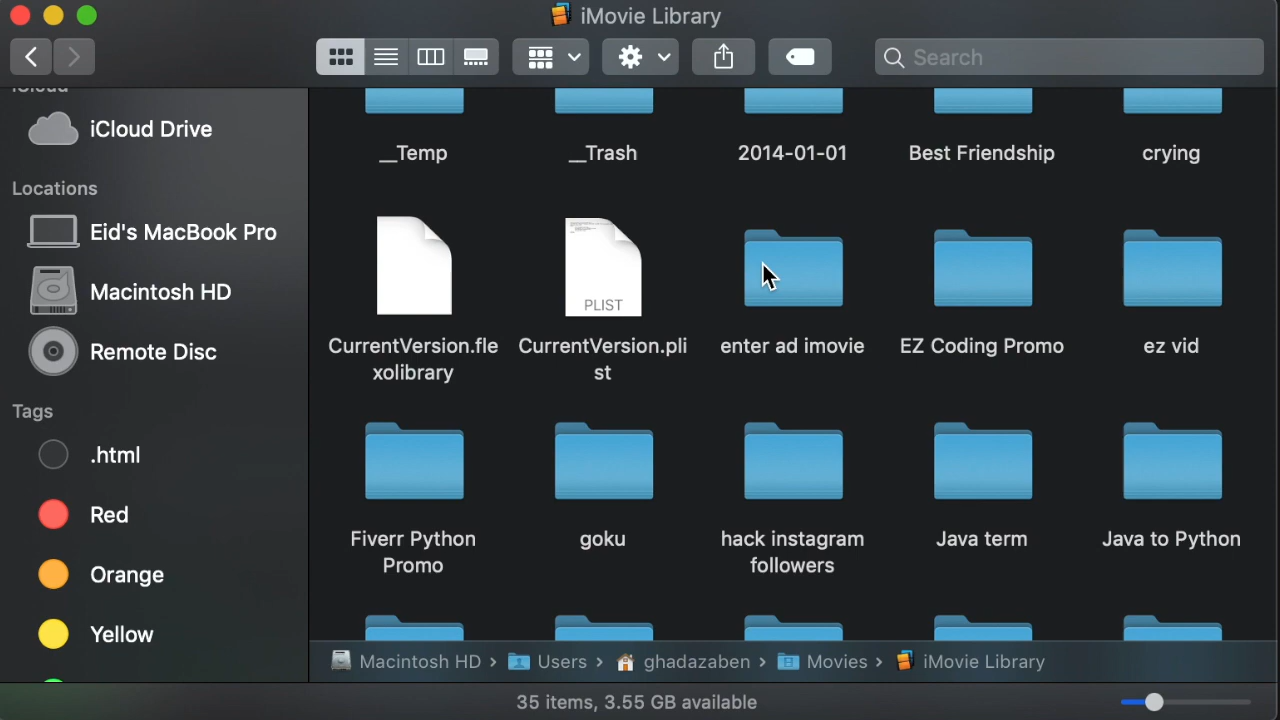 iMovie Library
Search
iCloud
iCloud Drive
Locations
Eid's MacBook Pro
Macintosh HD
Remote Disc
Tags
.html
Red
Orange
Yellow
__Temp
__Trash
2014-01-01
Best Friendship
crying
CurrentVersion.fle
xolibrary
PLIST
CurrentVersion.pli
st
enter ad imovie
EZ Coding Promo
ez vid
Fiverr Python
Promo
goku
hack instagram
followers
Java term
Java to Python
Macintosh HD › Users › ghadazaben › Movies › iMovie Library
35 items, 3.55 GB available